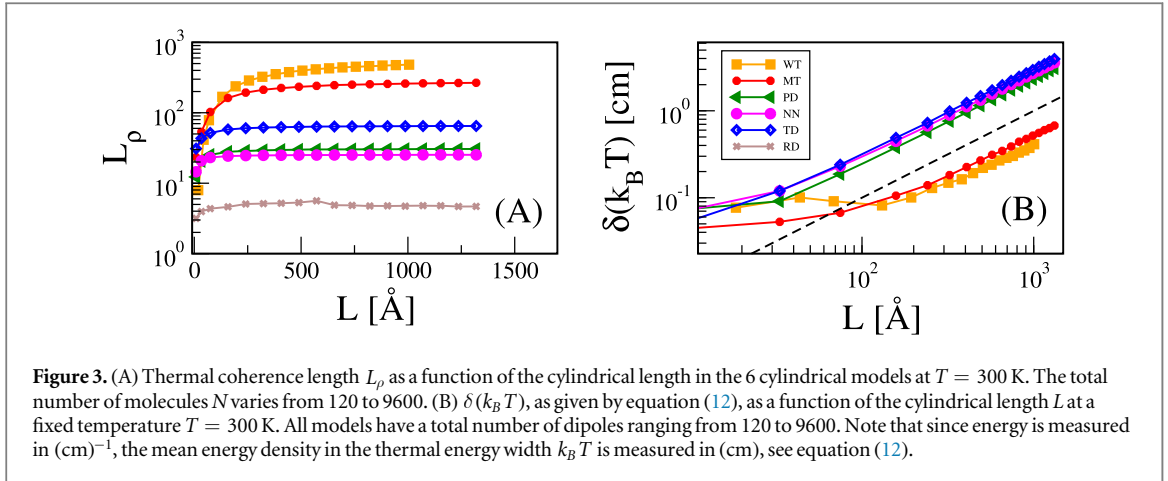 10³
10²
10¹
10⁰
L_ρ
0
500
1000
1500
L [Å]
(A)
10⁰
10⁻¹
δ(k_B T) [cm]
WT
MT
PD
NN
TD
RD
(B)
10²
10³
L [Å]
Figure 3. (A) Thermal coherence length L_ρ as a function of the cylindrical length in the 6 cylindrical models at T = 300 K. The total
number of molecules N varies from 120 to 9600. (B) δ(k_B T), as given by equation (12), as a function of the cylindrical length L at a
fixed temperature T = 300 K. All models have a total number of dipoles ranging from 120 to 9600. Note that since energy is measured
in (cm)⁻¹, the mean energy density in the thermal energy width k_B T is measured in (cm), see equation (12).